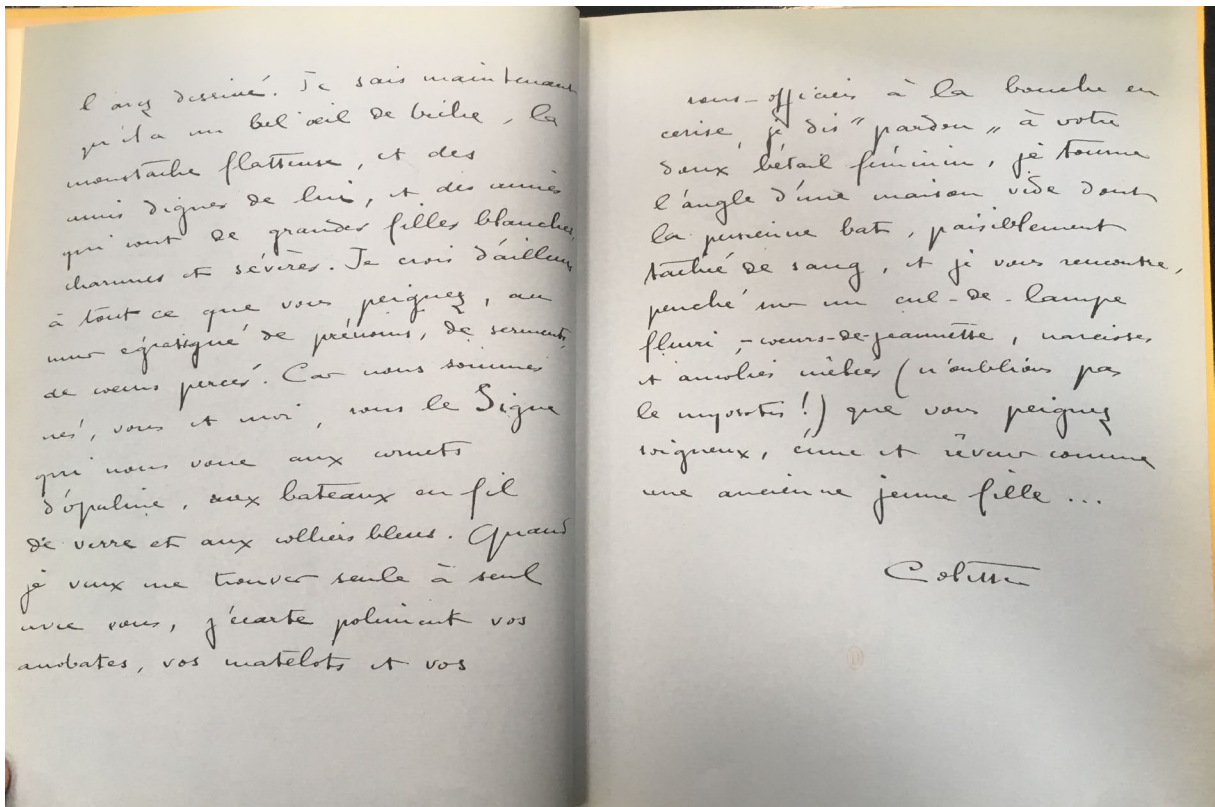 l'avez dessiné. Je sais maintenant
qu'il a un bel œil de biche, la
moustache flatteuse, et des
amis dignes de lui, et des amies
qui sont de grandes filles blanches,
charnues et sévères. Je crois d'ailleurs
à tout ce que vous peignez, au
mur égratigné de prénoms, de serments,
de cœurs percés. Car nous sommes
nés, vous et moi, sous le Signe
qui nous voue aux cornets
d'opaline, aux bateaux en fil
de verre et aux colliers bleus. Quand
je veux me trouver seule à seul
avec vous, j'écarte poliment vos
acrobates, vos matelots et vos
sous-officiers à la bouche en
cerise, je dis "pardon" à votre
doux bétail féminin, je tourne
l'angle d'une maison vide dont
la persienne bat, paisiblement
taché de sang, et je vous rencontre,
penché sur un cul-de-lampe
fleuri, - cœurs-de-jeannette, narcisses
et ancolies mêlées (n'oublions pas
le myosotis !) que vous peignez
soigneux, ému et rêveur comme
une ancienne jeune fille ...
Colette